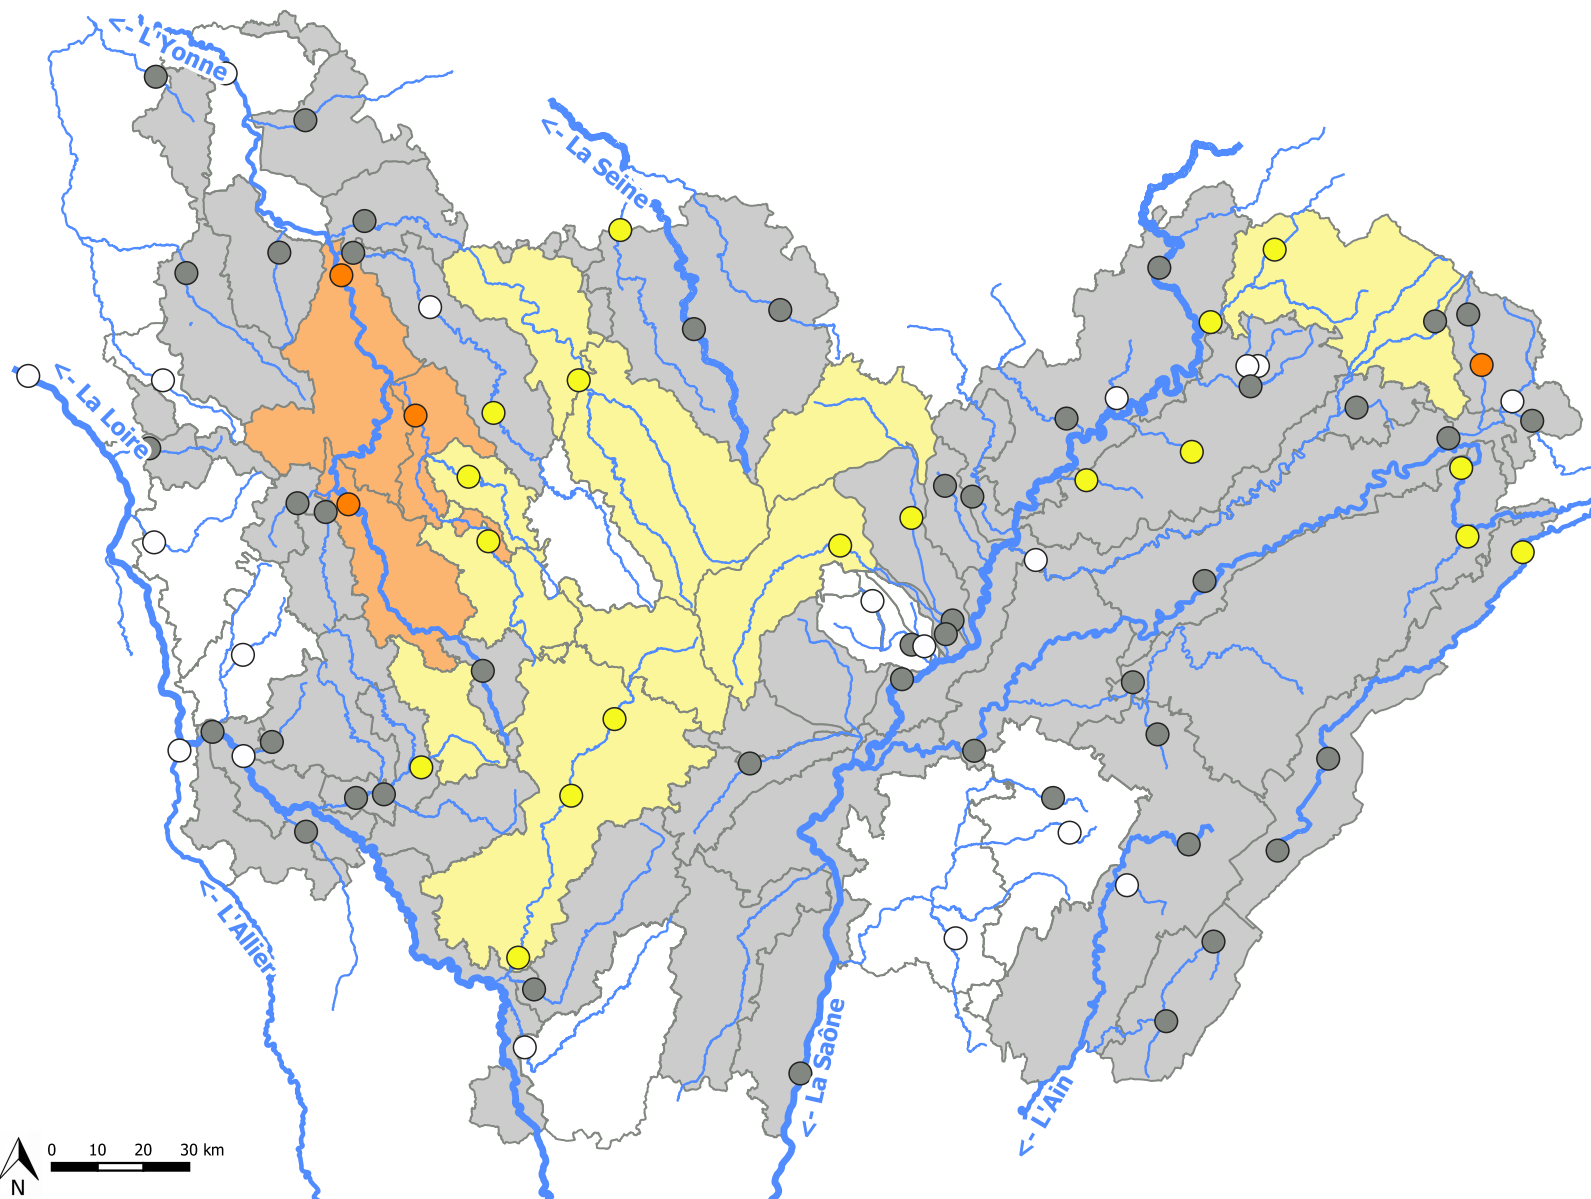 <- L'Yonne
<- La Seine
<- La Loire
<- L'Allier
<- La Saône
<- L'Ain
0 10 20 30 km
N